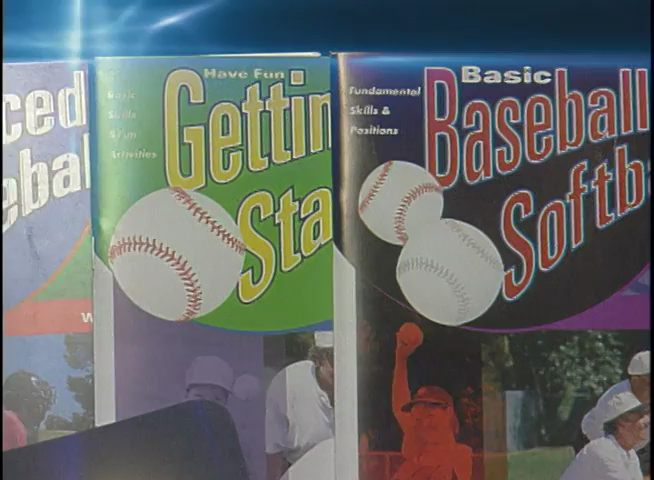 ced
ebal
W
Have Fun
Basic
Skills
& Fun
Activities
Gettin
Sta
Fundamental
Skills &
Positions
Basic
Baseball
Softb